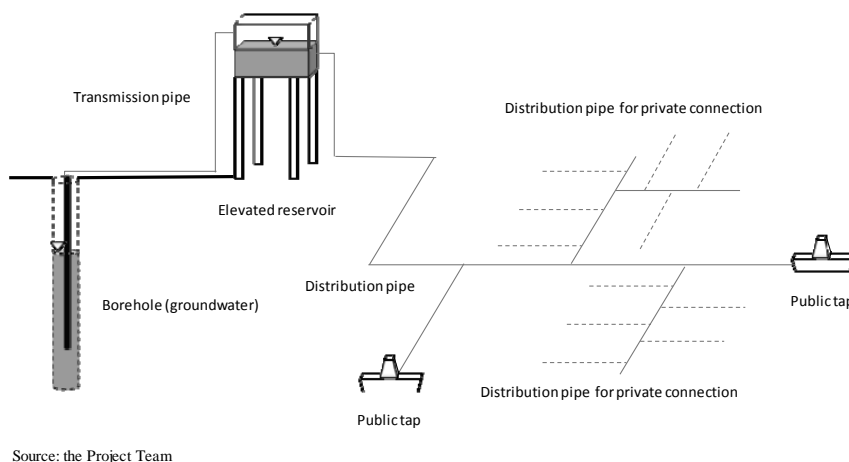 Transmission pipe
Distribution pipe for private connection
Elevated reservoir
Distribution pipe
Borehole (groundwater)
Public tap
Distribution pipe for private connection
Public tap
Source: the Project Team